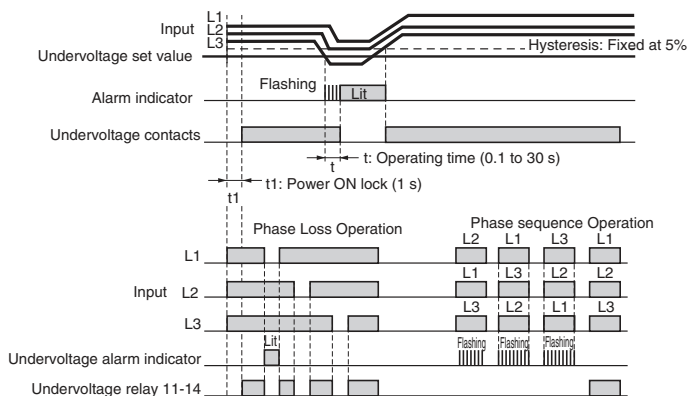 L1
Input L2
L3
Undervoltage set value
Hysteresis: Fixed at 5%
Flashing
Alarm indicator
Lit
Undervoltage contacts
t: Operating time (0.1 to 30 s)
t
t1: Power ON lock (1 s)
t1
Phase Loss Operation
Phase sequence Operation
L1
L2 L1 L3 L1
Input L2
L1 L3 L2 L2
L3
L3 L2 L1 L3
Lit
Flashing Flashing Flashing
Undervoltage alarm indicator
Undervoltage relay 11-14